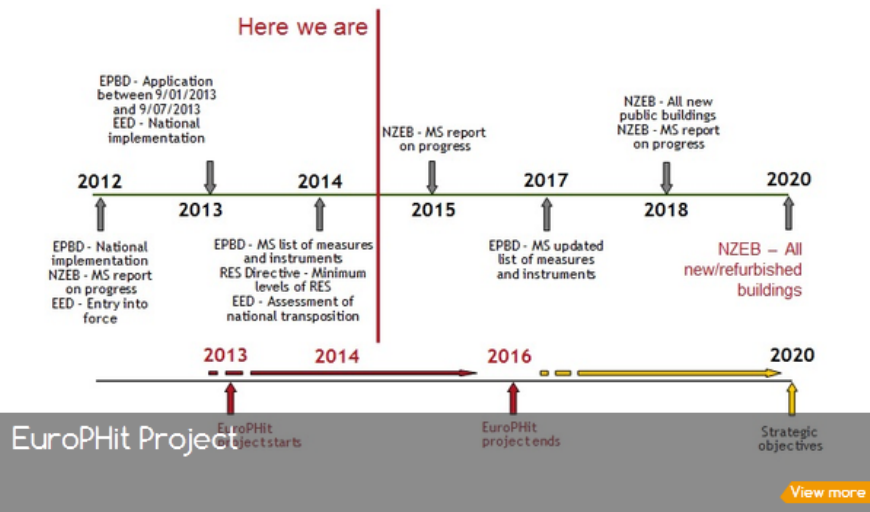 Here we are
EPBD - Application
between 9/01/2013
and 9/07/2013
EED - National
implementation
NZEB - MS report
on progress
NZEB - All new
public buildings
NZEB - MS report
on progress
2012
2013
2014
2015
2017
2018
2020
EPBD - National
implementation
NZEB - MS report
on progress
EED - Entry into
force
EPBD - MS list of measures
and instruments
RES Directive - Minimum
levels of RES
EED - Assessment of
national transposition
EPBD - MS updated
list of measures
and instruments
NZEB – All
new/refurbished
buildings
2013
2014
2016
2020
EuroPHit
project starts
EuroPHit
project ends
Strategic
objectives
EuroPHit Project
View more